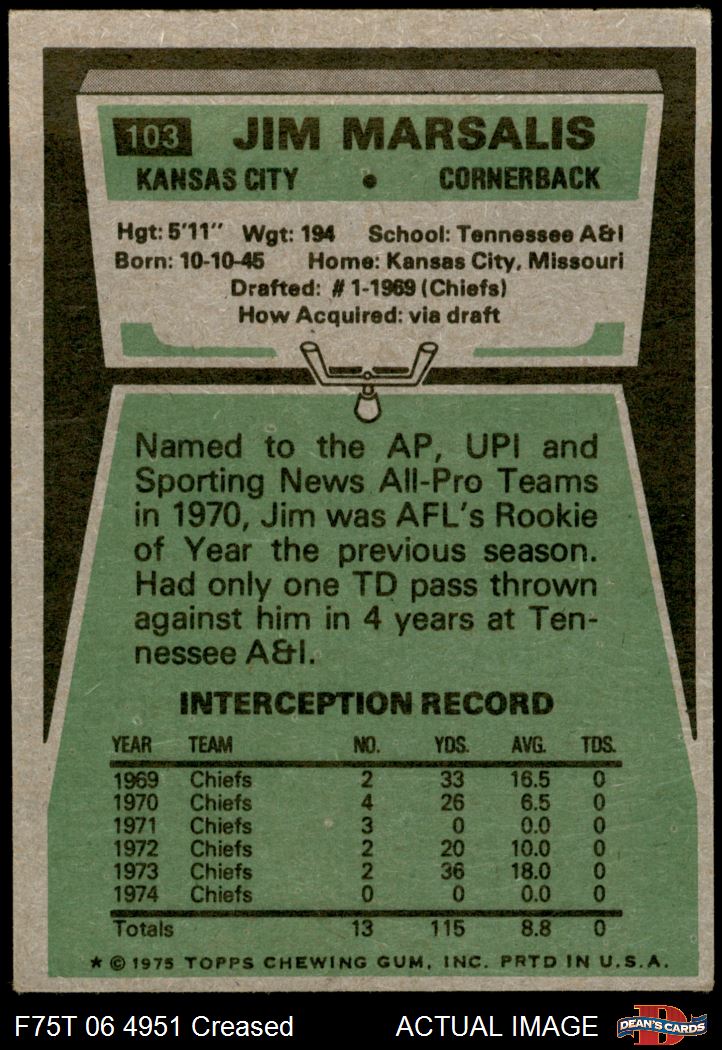 103 JIM MARSALIS
KANSAS CITY • CORNERBACK
Hgt: 5'11" Wgt: 194 School: Tennessee A&I
Born: 10-10-45 Home: Kansas City, Missouri
Drafted: #1-1969 (Chiefs)
How Acquired: via draft
Named to the AP, UPI and
Sporting News All-Pro Teams
in 1970, Jim was AFL's Rookie
of Year the previous season.
Had only one TD pass thrown
against him in 4 years at Ten-
nessee A&I.
INTERCEPTION RECORD
YEAR TEAM NO. YDS. AVG. TDS.
1969 Chiefs 2 33 16.5 0
1970 Chiefs 4 26 6.5 0
1971 Chiefs 3 0 0.0 0
1972 Chiefs 2 20 10.0 0
1973 Chiefs 2 36 18.0 0
1974 Chiefs 0 0 0.0 0
Totals 13 115 8.8 0
★ © 1975 TOPPS CHEWING GUM, INC. PRTD IN U.S.A.
F75T 06 4951 Creased ACTUAL IMAGE D DEAN'S CARDS